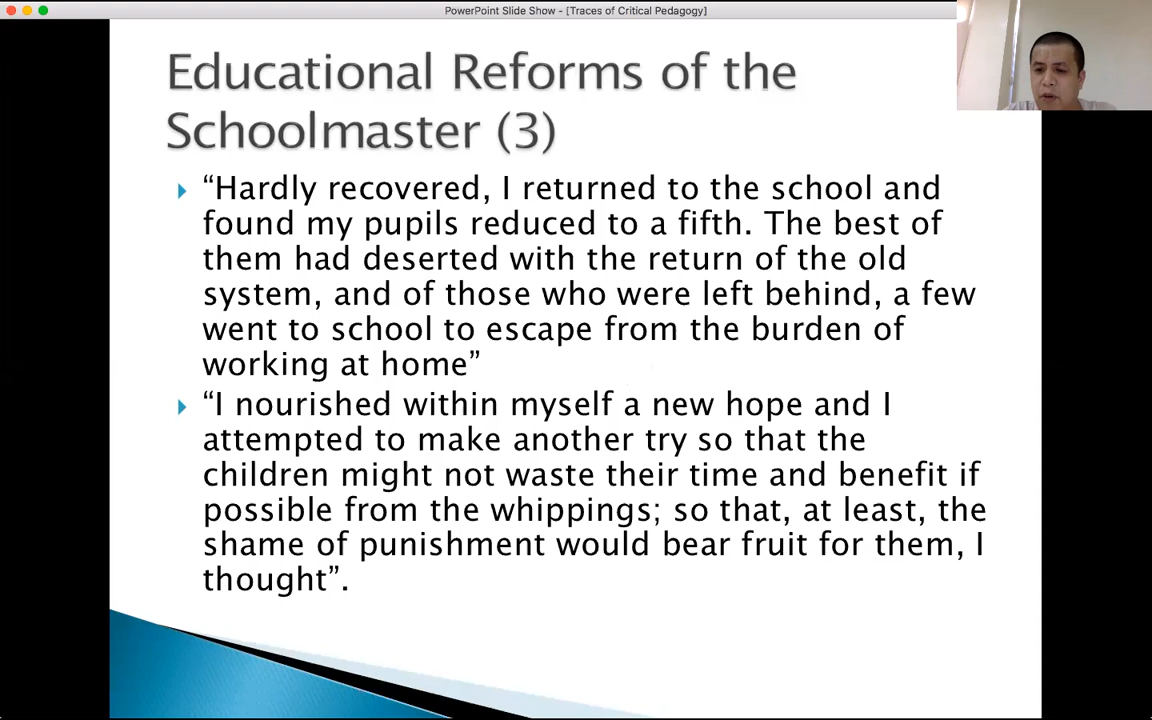 PowerPoint Slide Show - [Traces of Critical Pedagogy]
Educational Reforms of the
Schoolmaster (3)
“Hardly recovered, I returned to the school and
found my pupils reduced to a fifth. The best of
them had deserted with the return of the old
system, and of those who were left behind, a few
went to school to escape from the burden of
working at home”
“I nourished within myself a new hope and I
attempted to make another try so that the
children might not waste their time and benefit if
possible from the whippings; so that, at least, the
shame of punishment would bear fruit for them, I
thought”.